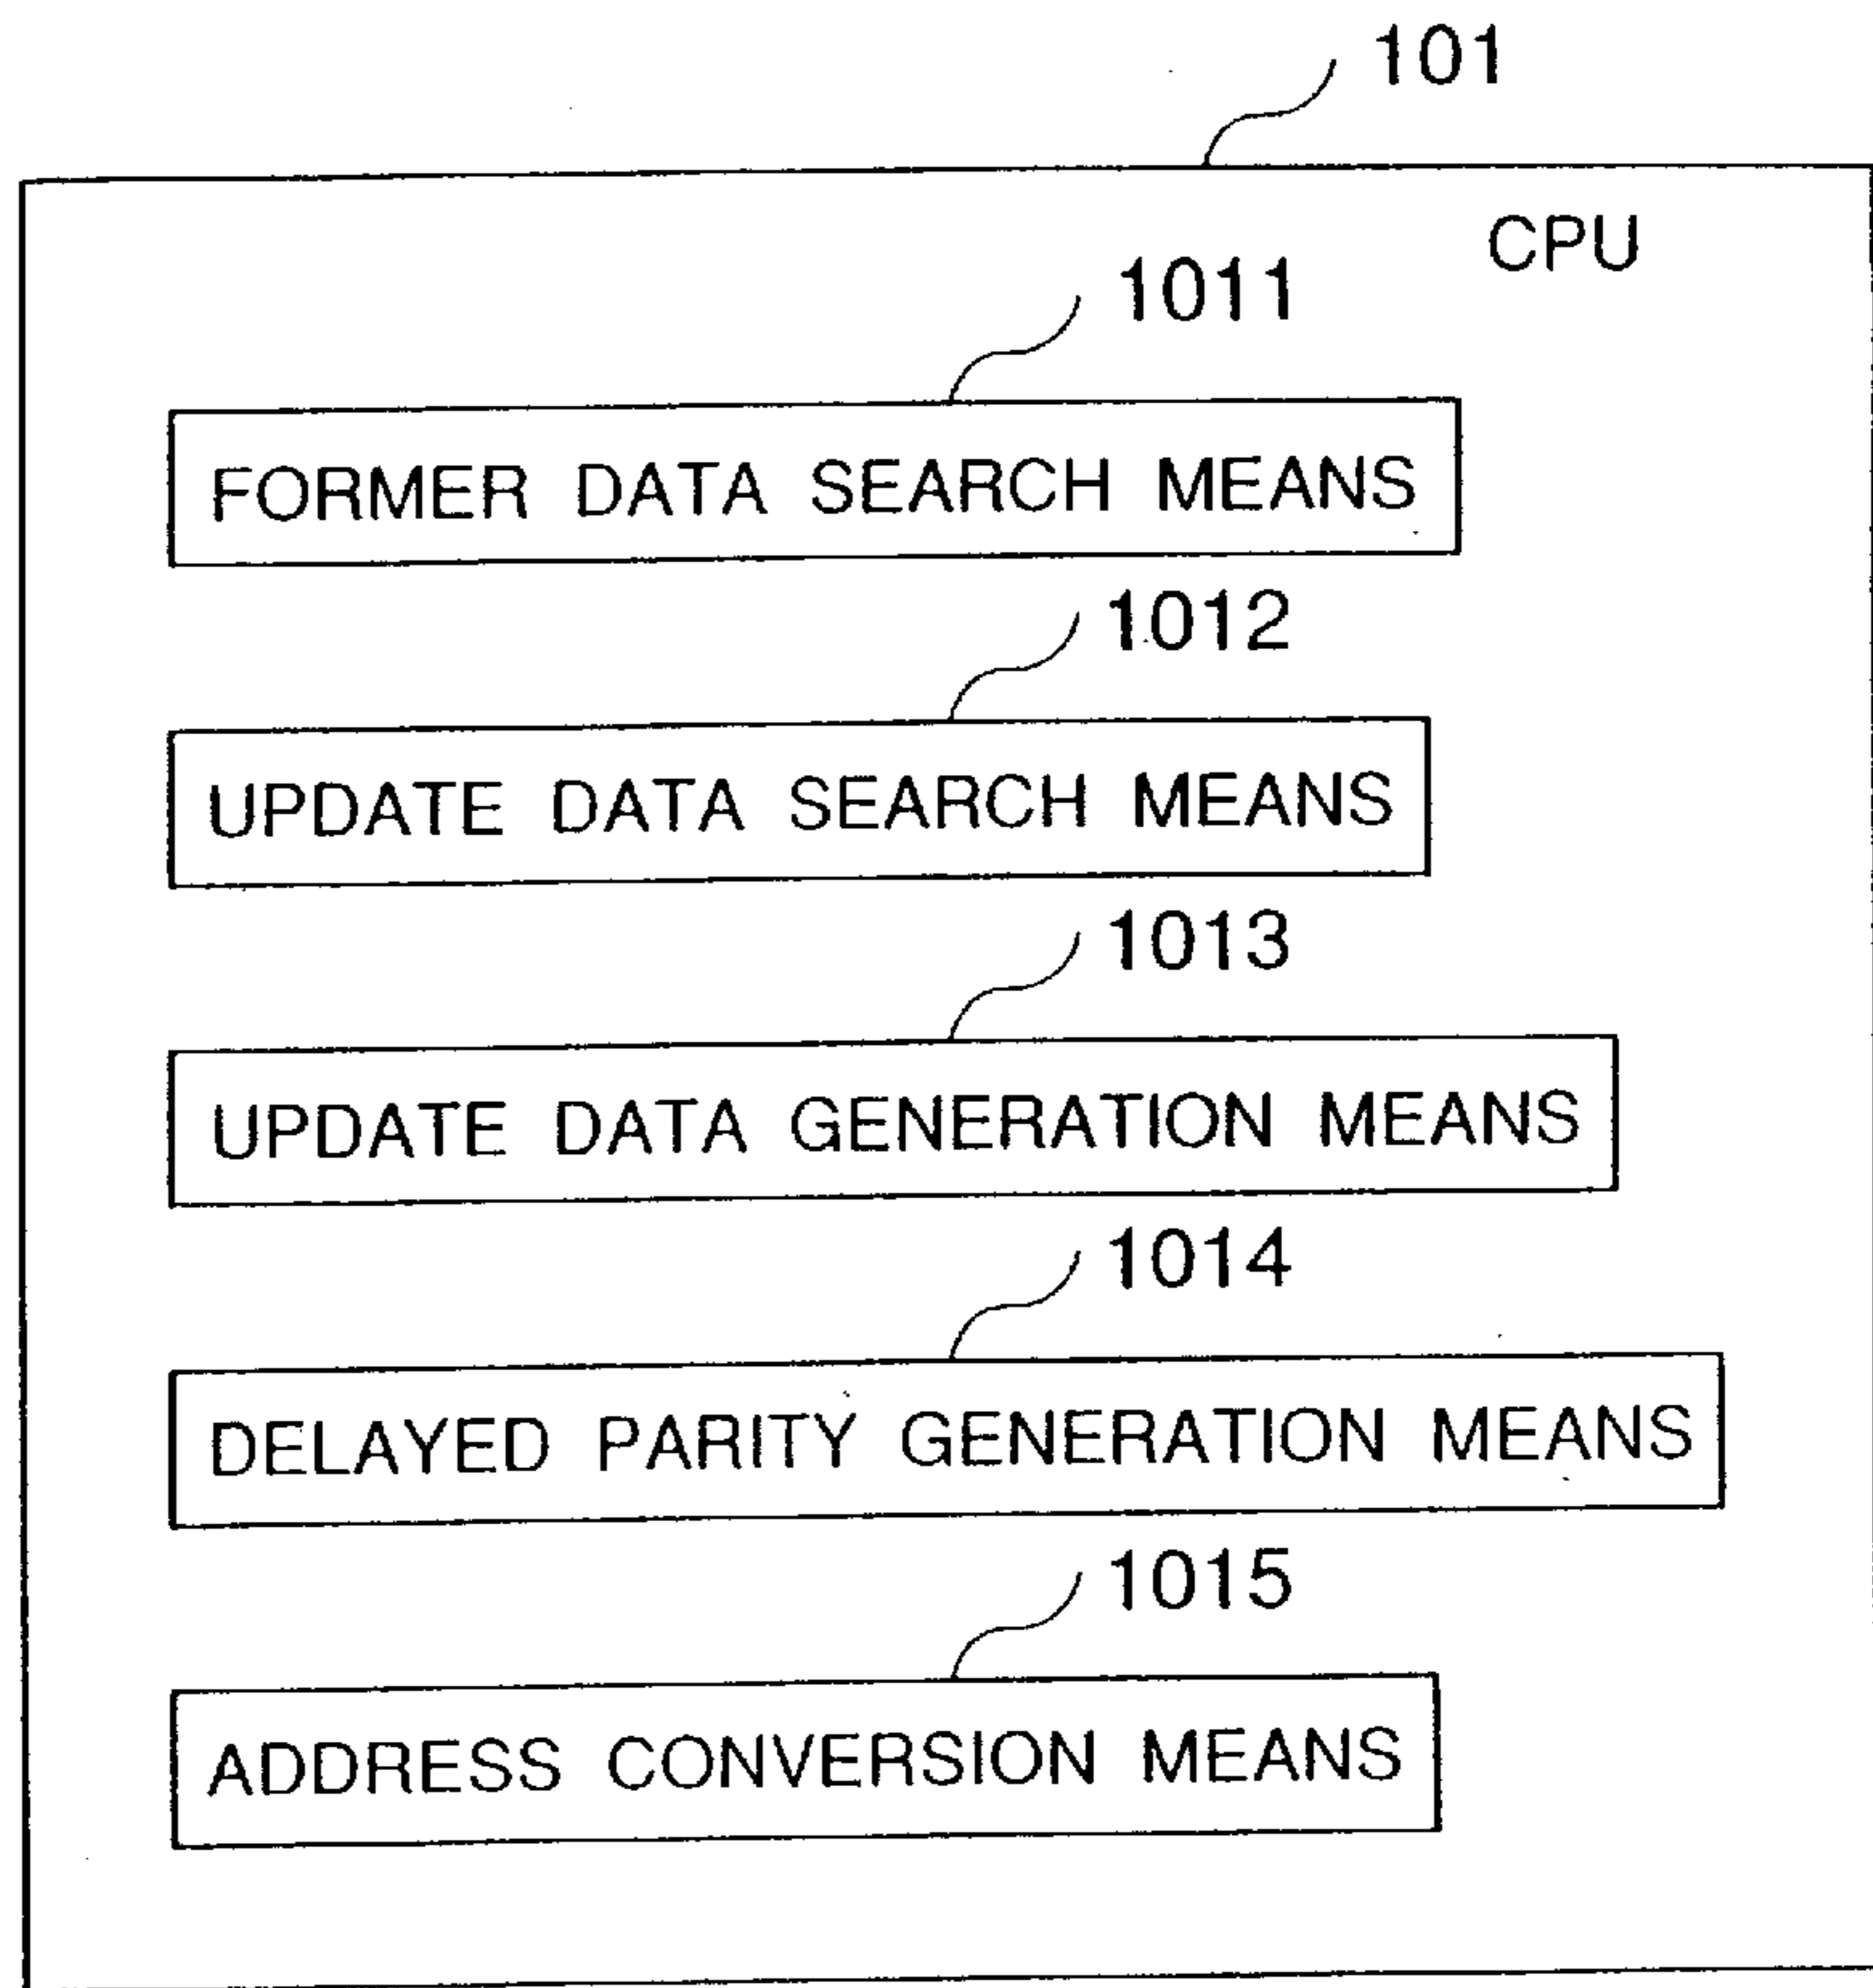 101
CPU
1011
FORMER DATA SEARCH MEANS
1012
UPDATE DATA SEARCH MEANS
1013
UPDATE DATA GENERATION MEANS
1014
DELAYED PARITY GENERATION MEANS
1015
ADDRESS CONVERSION MEANS